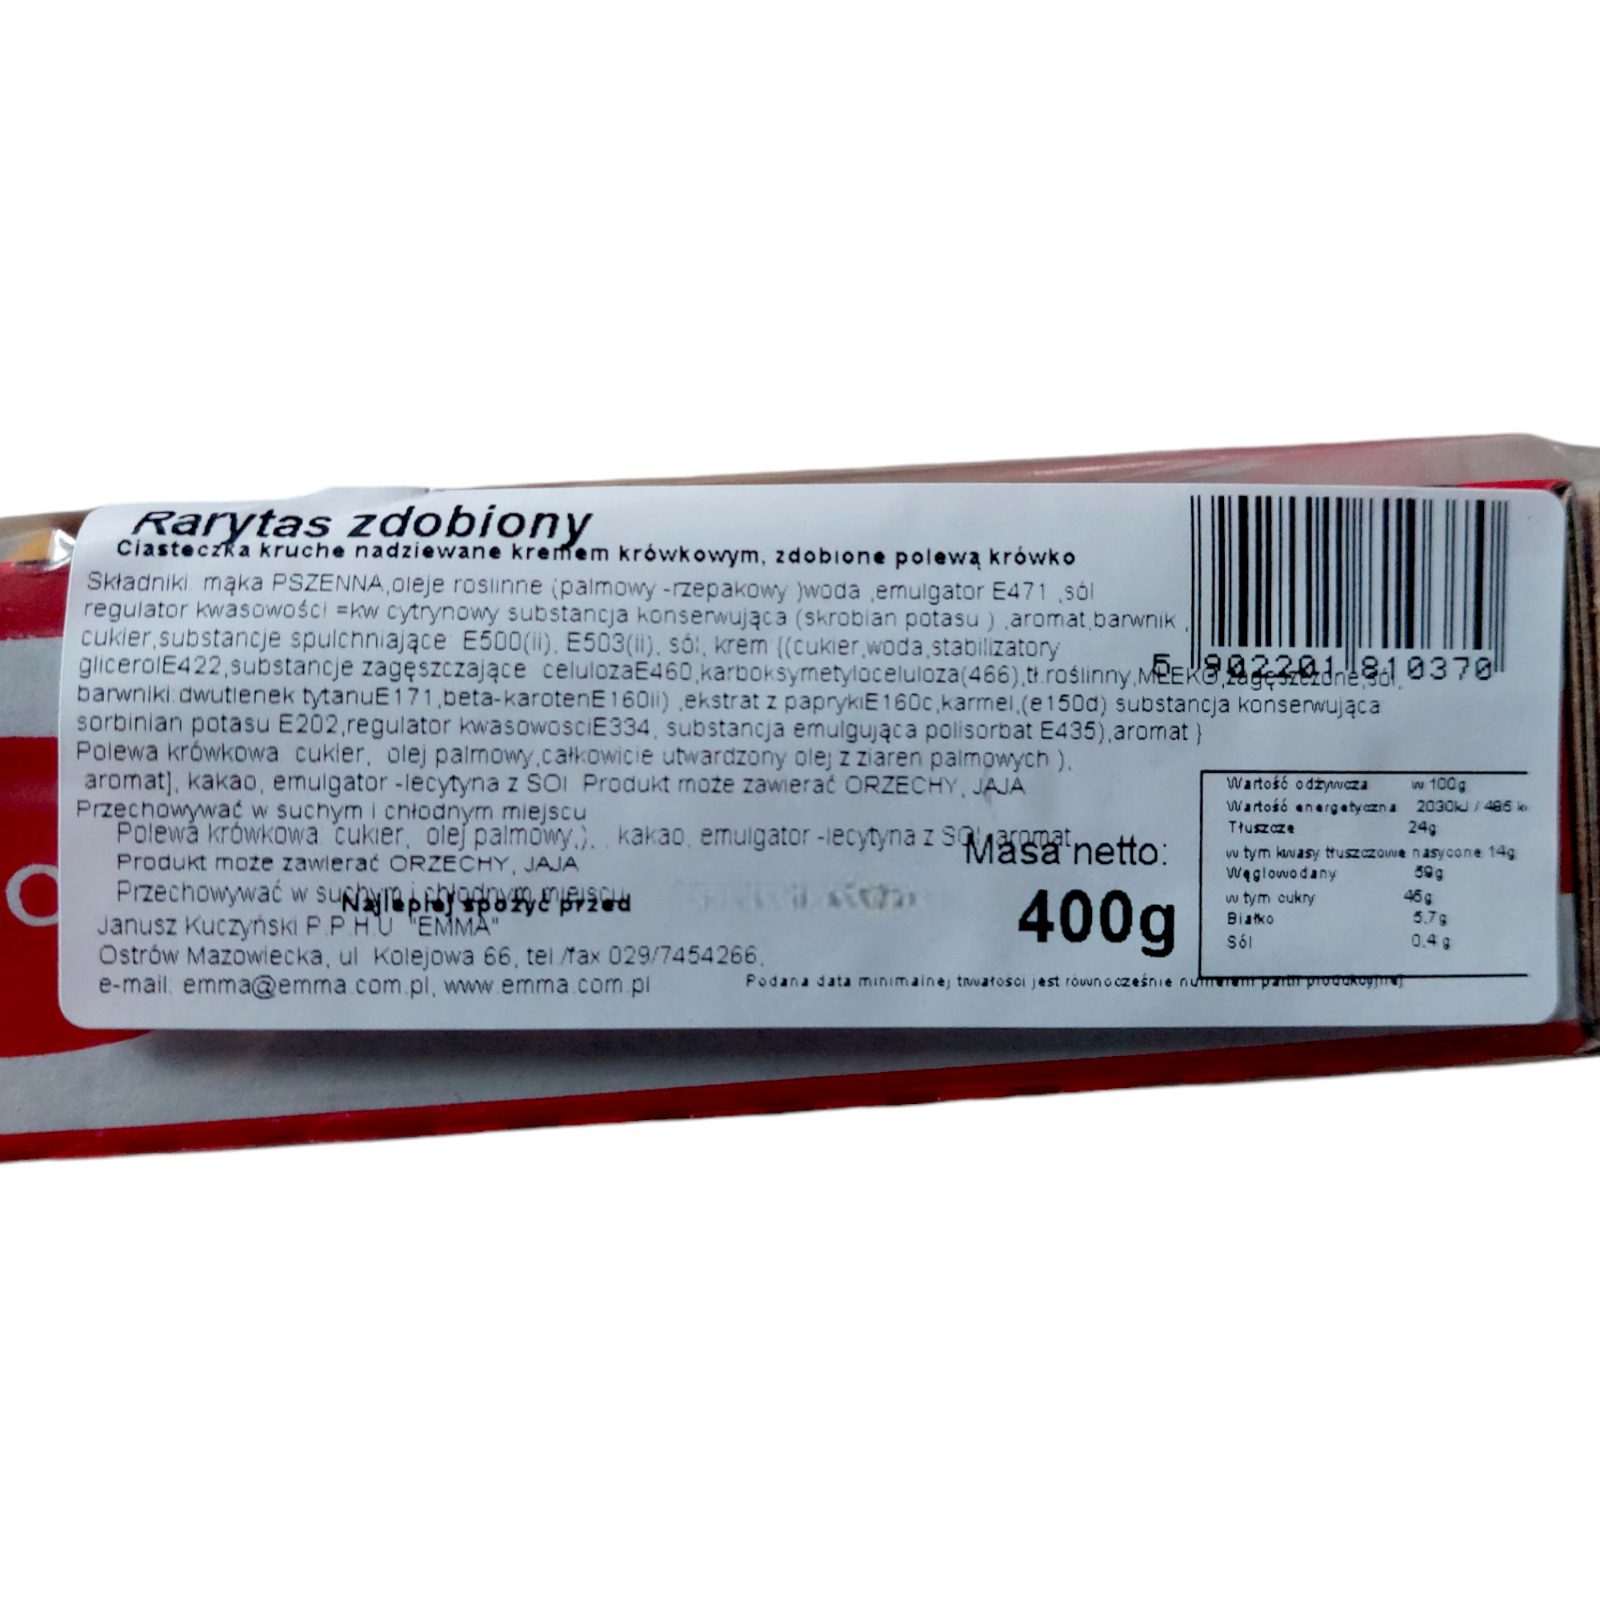 Rarytas zdobiony
Ciasteczka kruche nadziewane kremem krówkowym, zdobione polewą krówko
Składniki: mąka PSZENNA,oleje roslinne (palmowy -rzepakowy )woda ,emulgator E471 ,sól
regulator kwasowości =kw cytrynowy substancja konserwująca (skrobian potasu ) ,aromat,barwnik ,
cukier,substancje spulchniające E500(ii), E503(ii), sól, krem {(cukier,woda,stabilizatory
glicerolE422,substancje zagęszczające celulozaE460,karboksymetyloceluloza(466),tł.roślinny,MLEKO,zagęszczone,sól,
5 902201 810370
barwniki:dwutlenek tytanuE171,beta-karotenE160ii) ,ekstrat z paprykiE160c,karmel,(e150d) substancja konserwująca
sorbinian potasu E202,regulator kwasowosciE334, substancja emulgująca polisorbat E435),aromat }
Polewa krówkowa: cukier, olej palmowy,całkowicie utwardzony olej z ziaren palmowych ),
aromat], kakao, emulgator -lecytyna z SOI Produkt może zawierać ORZECHY, JAJA
Przechowywać w suchym i chłodnym miejscu
Polewa krówkowa: cukier, olej palmowy,), . kakao, emulgator -lecytyna z SOI,aromat
Produkt może zawierać ORZECHY, JAJA
Przechowywać w suchym i chłodnym miejscu
Najlepiej spożyć przed
Janusz Kuczyński P.P.H.U "EMMA"
Ostrów Mazowiecka, ul Kolejowa 66, tel./fax 029/7454266,
e-mail: emma@emma.com.pl, www.emma.com.pl
Masa netto:
400g
Wartość odżywcza w 100g
Wartość energetyczna 2030kJ / 485 k
Tłuszcze 24g
w tym kwasy tłuszczowe nasycone 14g
Węglowodany 59g
w tym cukry 45g
Białko 5,7g
Sól 0,4 g
Podana data minimalnej trwałosci jest równocześnie numerem partii produkcyjnej